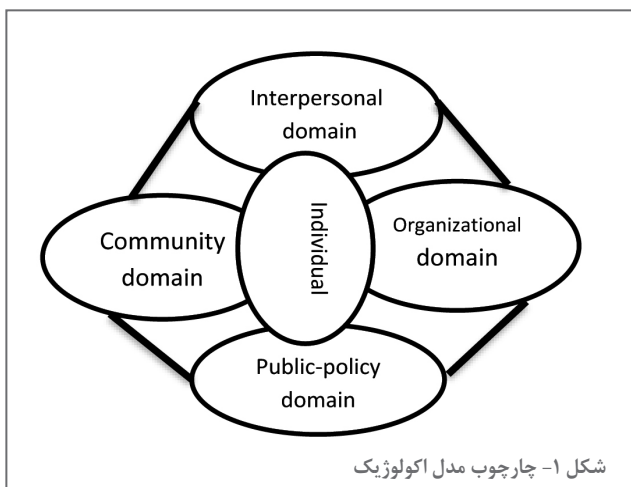 Interpersonal
domain
Community
domain
Individual
Organizational
domain
Public-policy
domain
شکل ۱- چارچوب مدل اکولوژیک